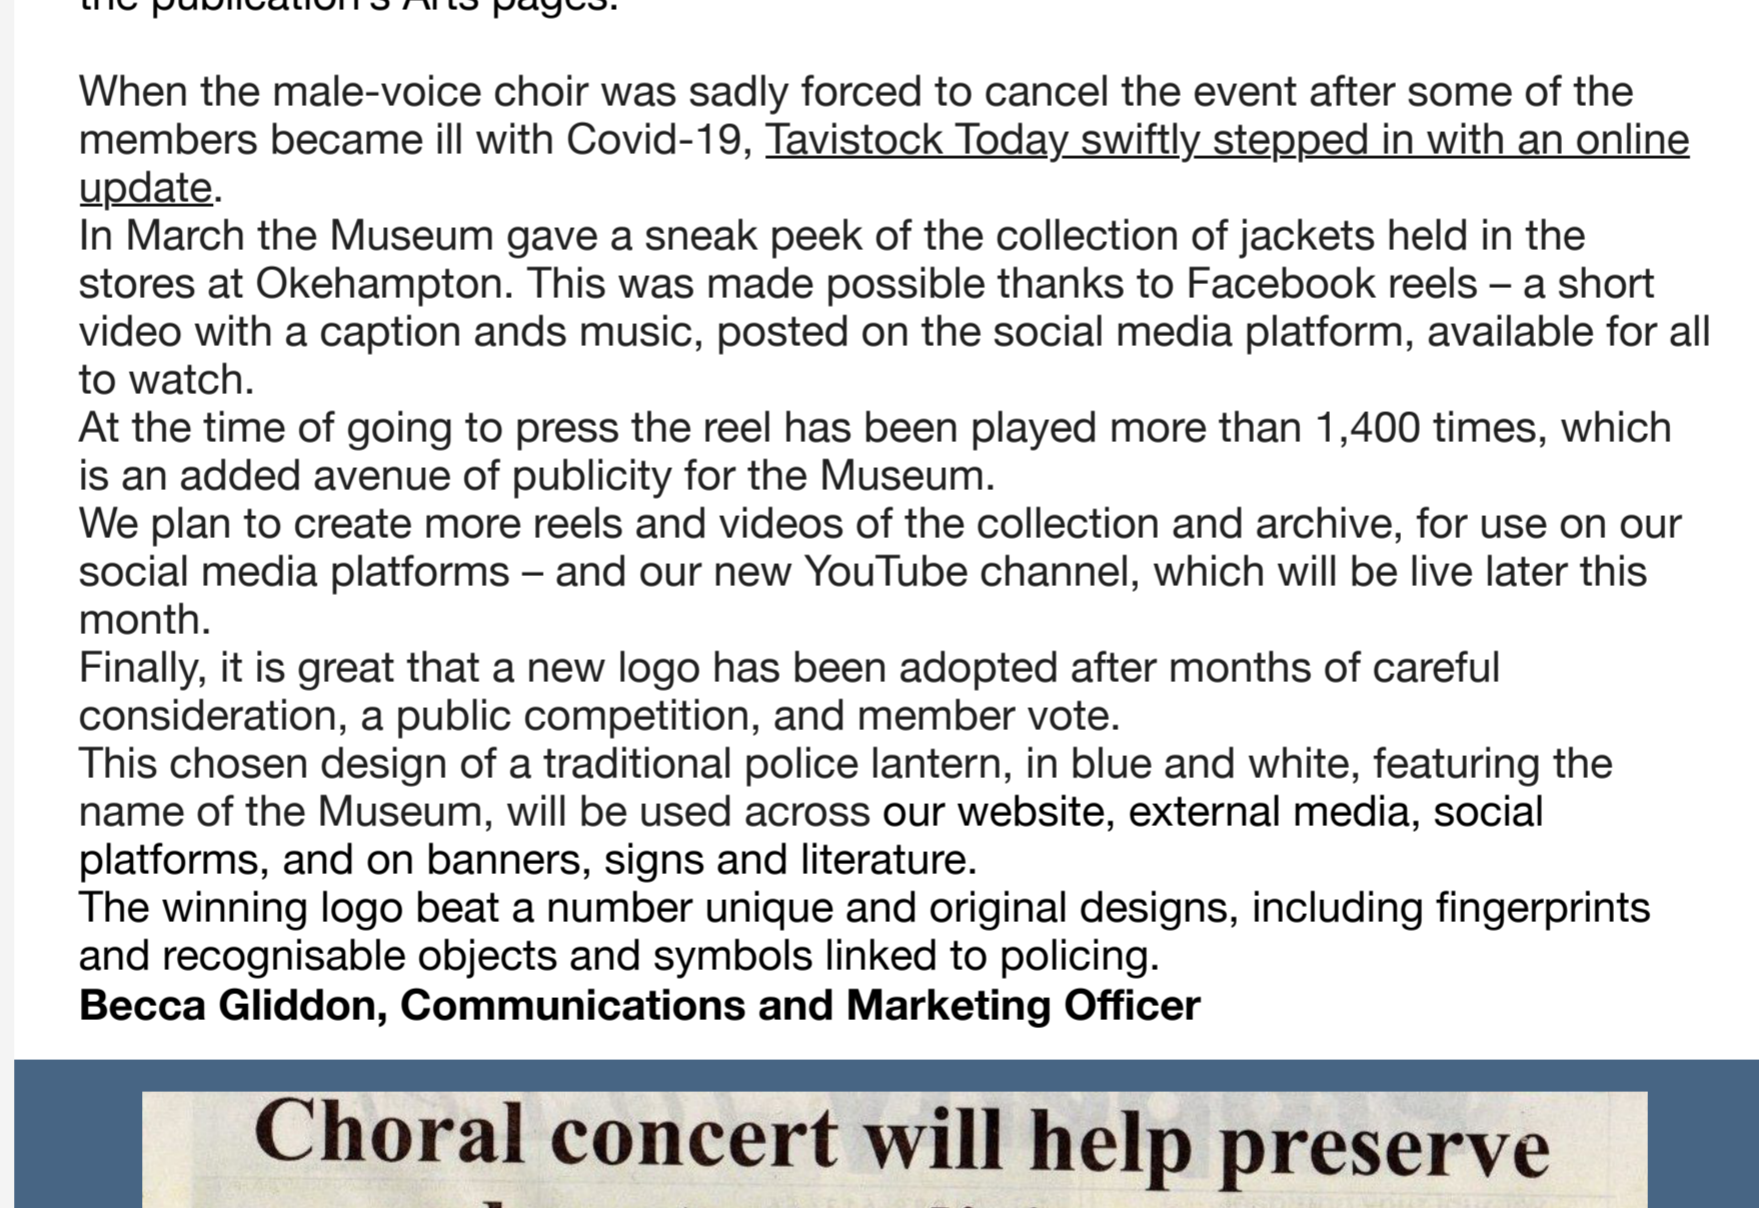 the publication's Arts pages.
When the male-voice choir was sadly forced to cancel the event after some of the
members became ill with Covid-19, Tavistock Today swiftly stepped in with an online
update.
In March the Museum gave a sneak peek of the collection of jackets held in the
stores at Okehampton. This was made possible thanks to Facebook reels – a short
video with a caption ands music, posted on the social media platform, available for all
to watch.
At the time of going to press the reel has been played more than 1,400 times, which
is an added avenue of publicity for the Museum.
We plan to create more reels and videos of the collection and archive, for use on our
social media platforms – and our new YouTube channel, which will be live later this
month.
Finally, it is great that a new logo has been adopted after months of careful
consideration, a public competition, and member vote.
This chosen design of a traditional police lantern, in blue and white, featuring the
name of the Museum, will be used across our website, external media, social
platforms, and on banners, signs and literature.
The winning logo beat a number unique and original designs, including fingerprints
and recognisable objects and symbols linked to policing.
Becca Gliddon, Communications and Marketing Officer
Choral concert will help preserve